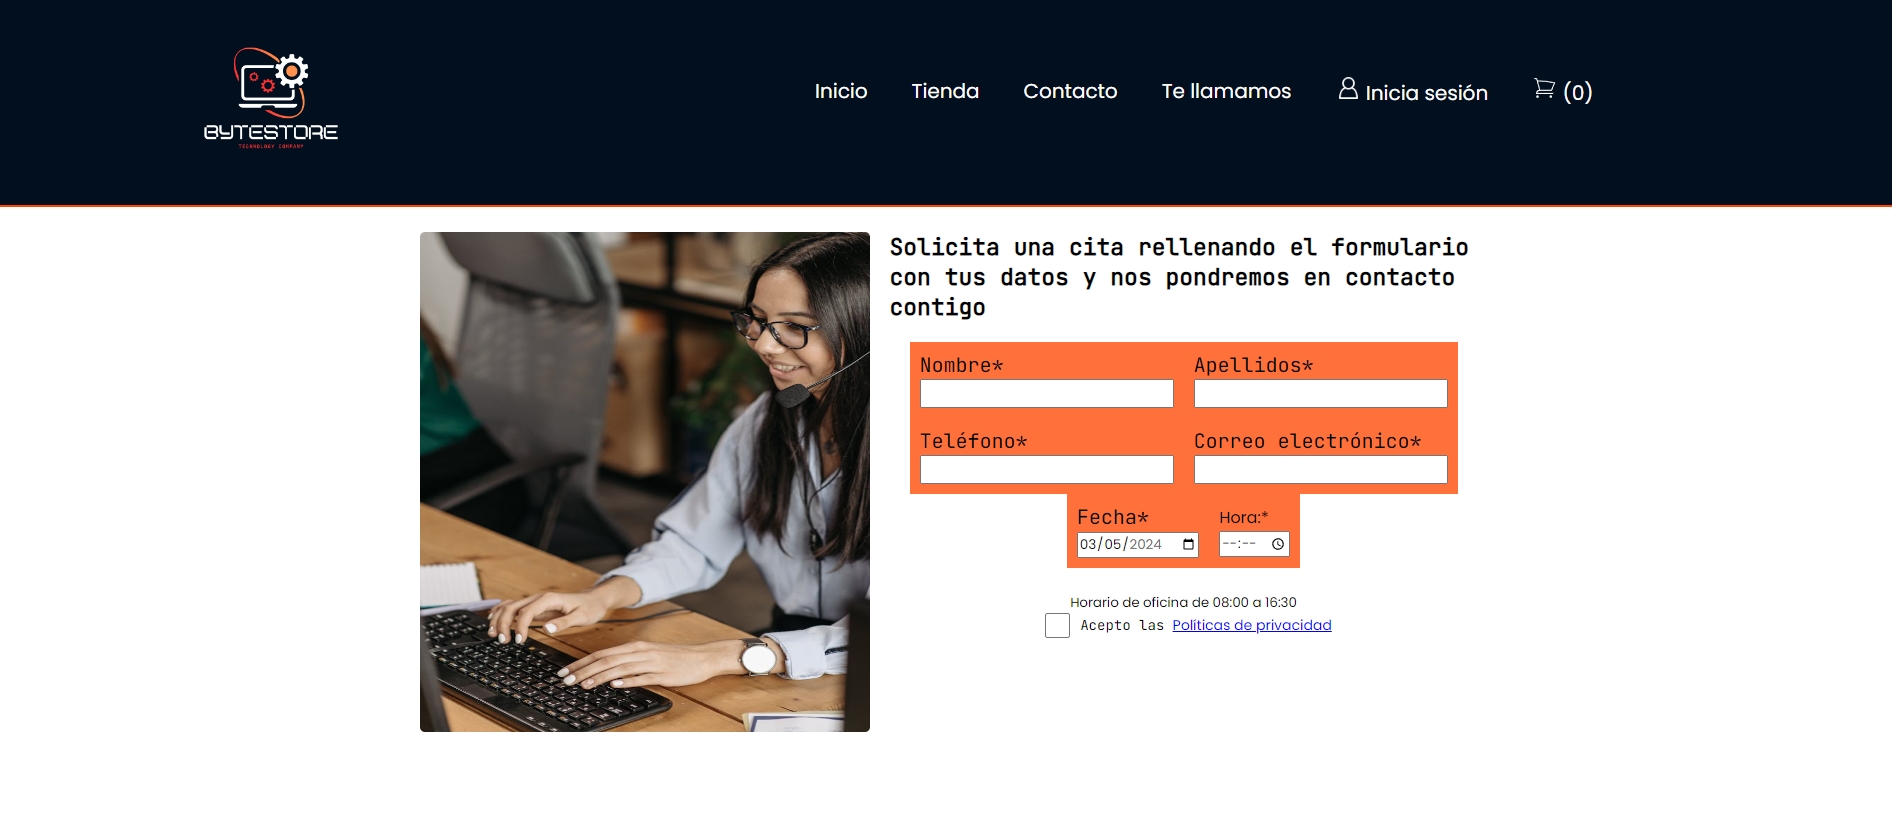 BYTESTORE
TECHNOLOGY COMPANY
Inicio Tienda Contacto Te llamamos Inicia sesión (0)
Solicita una cita rellenando el formulario
con tus datos y nos pondremos en contacto
contigo
Nombre* Apellidos*
Teléfono* Correo electrónico*
Fecha* Hora:*
03/05/2024 --:--
Horario de oficina de 08:00 a 16:30
Acepto las Políticas de privacidad